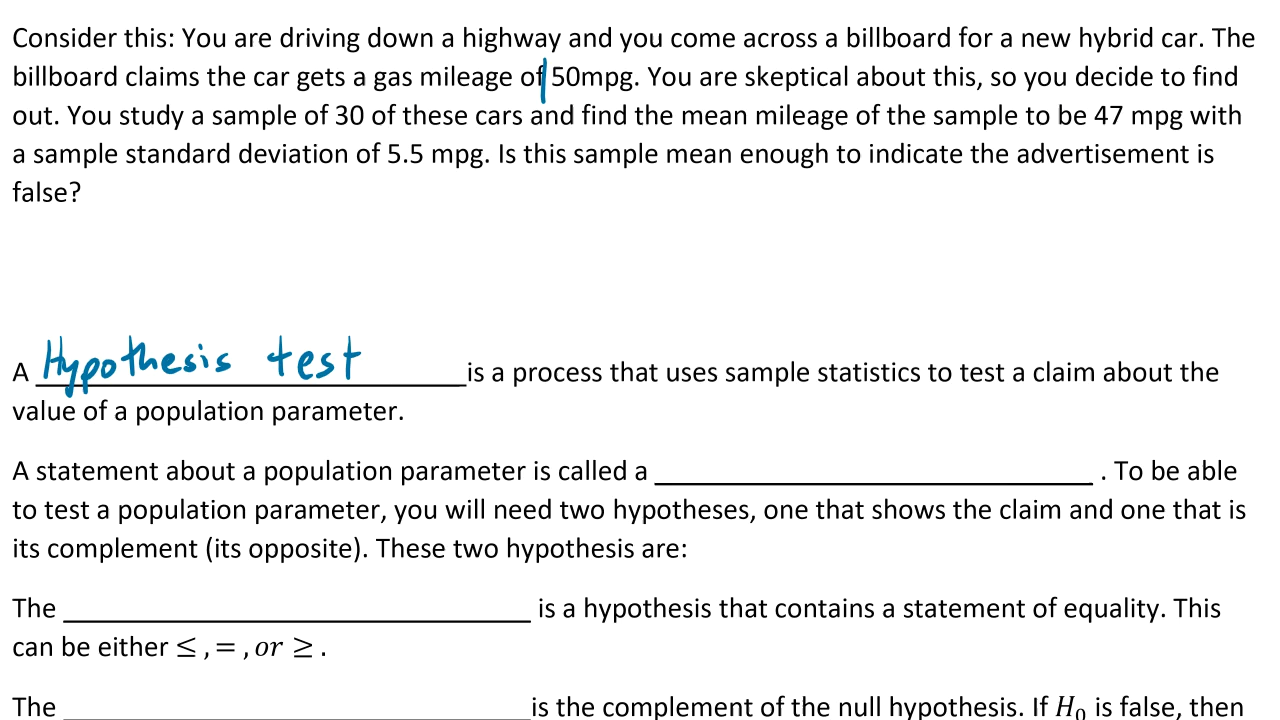 Consider this: You are driving down a highway and you come across a billboard for a new hybrid car. The
billboard claims the car gets a gas mileage of 50mpg. You are skeptical about this, so you decide to find
out. You study a sample of 30 of these cars and find the mean mileage of the sample to be 47 mpg with
a sample standard deviation of 5.5 mpg. Is this sample mean enough to indicate the advertisement is
false?
A Hypothesis test is a process that uses sample statistics to test a claim about the
value of a population parameter.
A statement about a population parameter is called a ______________________________ . To be able
to test a population parameter, you will need two hypotheses, one that shows the claim and one that is
its complement (its opposite). These two hypothesis are:
The ________________________________ is a hypothesis that contains a statement of equality. This
can be either ≤ , = , or ≥ .
The ________________________________ is the complement of the null hypothesis. If H₀ is false, then